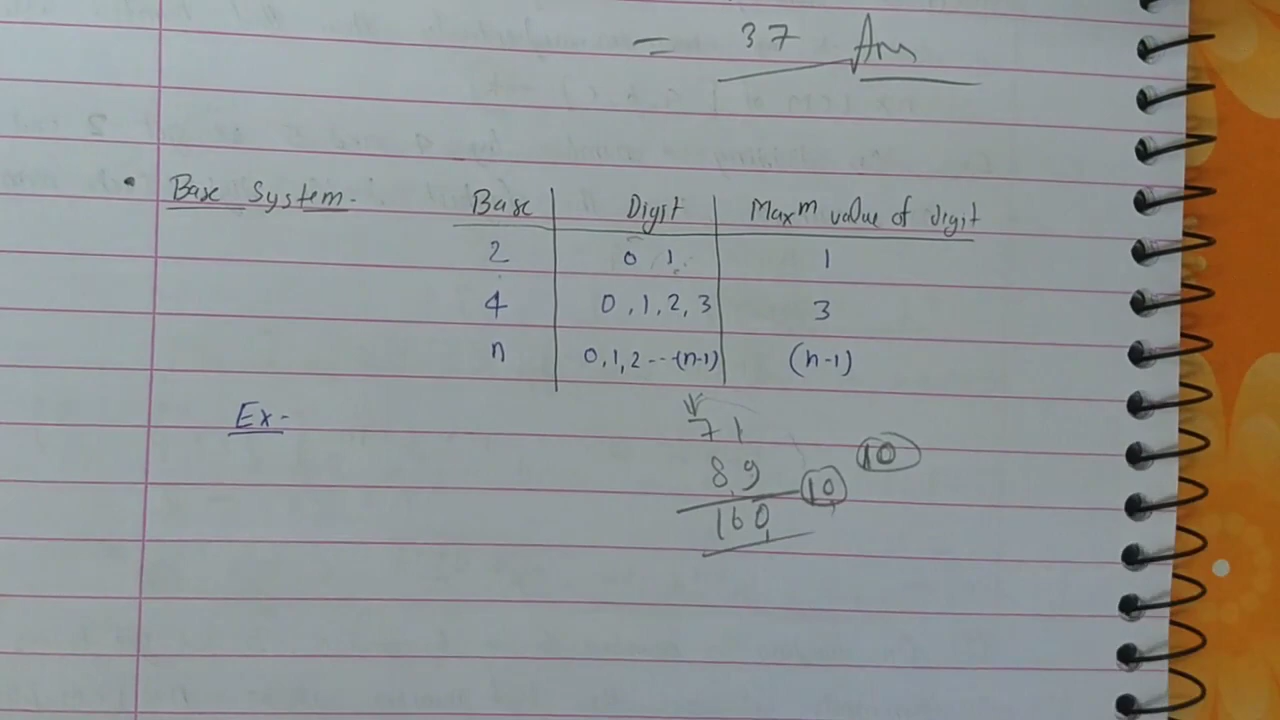 = 37 Ans
• Base System. Base Digit Maxm value of digit
2 0, 1 1
4 0, 1, 2, 3 3
n 0, 1, 2 --- (n-1) (n-1)
Ex-
71
89 10 10
160